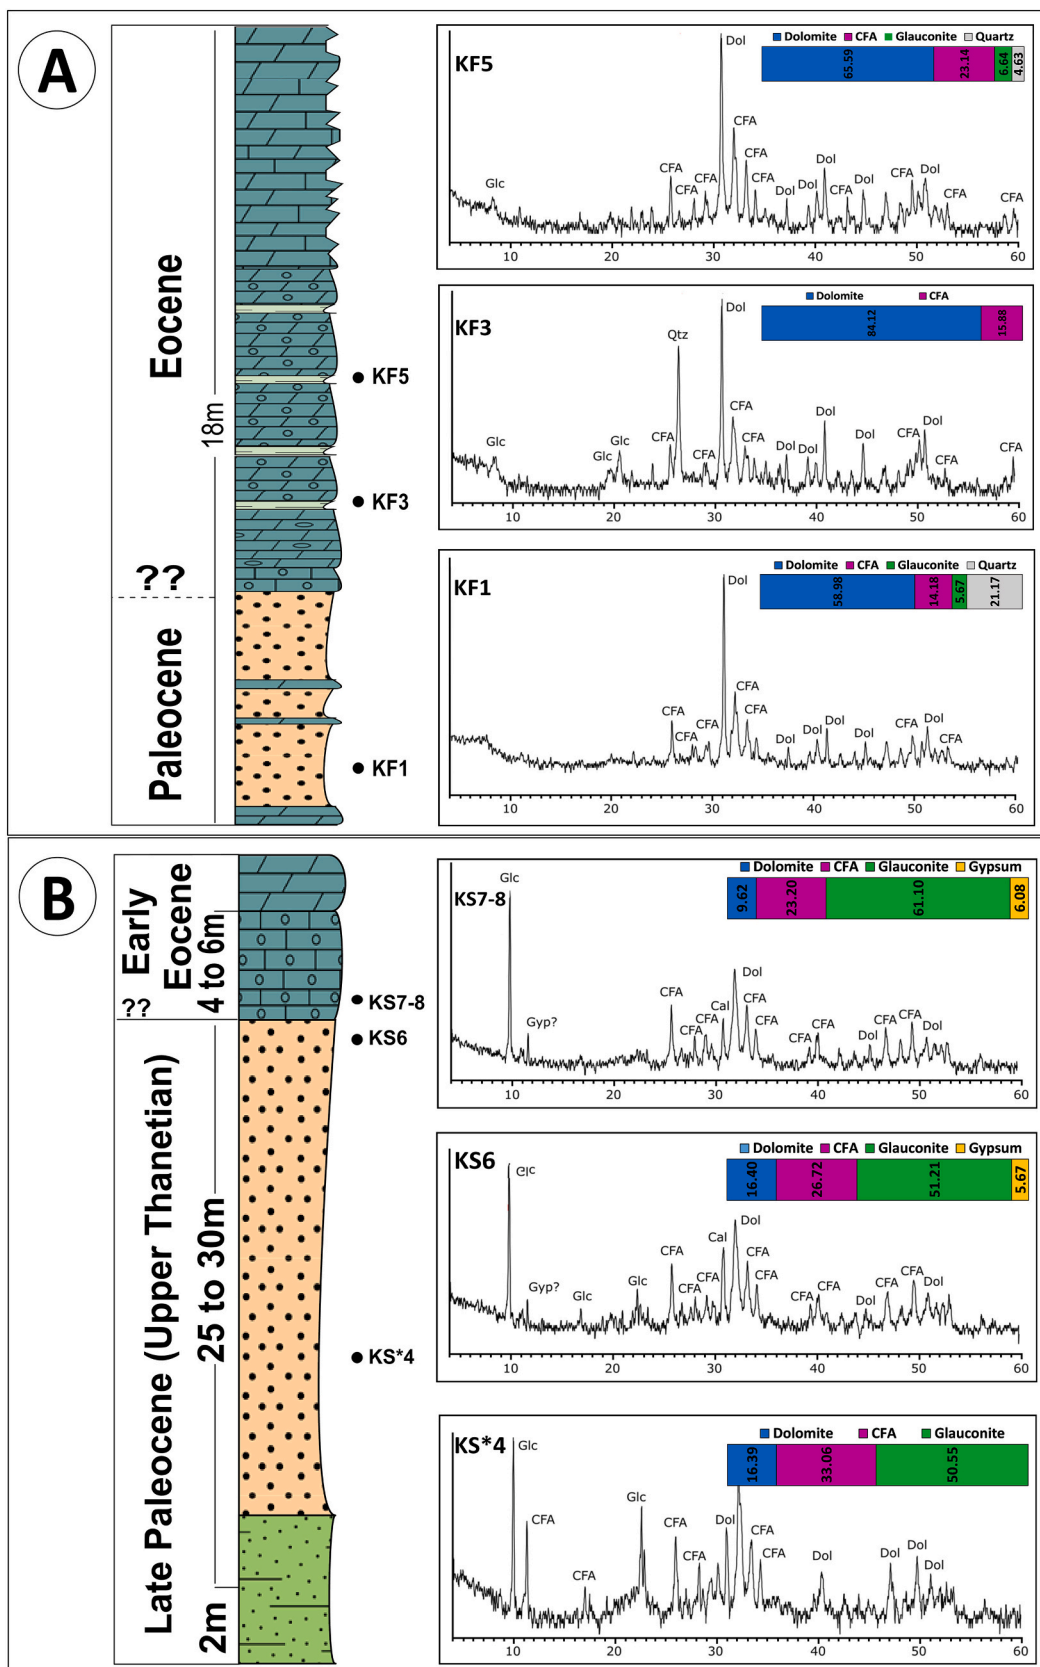 A
Eocene
??
Paleocene
18m
KF5
KF3
KF1
KF5
Dolomite CFA Glauconite Quartz
65.59 23.14 6.64 4.63
Dol
CFA
CFA
Glc CFA CFA CFA CFA Dol Dol Dol CFA Dol CFA Dol CFA CFA
10 20 30 40 50 60
KF3
Dolomite CFA
84.12 15.88
Dol
Qtz
CFA
Glc Glc Glc CFA CFA CFA Dol Dol Dol Dol CFA Dol CFA CFA
10 20 30 40 50 60
KF1
Dolomite CFA Glauconite Quartz
58.98 14.18 5.67 21.17
Dol
CFA
CFA CFA CFA CFA Dol Dol Dol Dol CFA Dol CFA
10 20 30 40 50 60
B
Early
Eocene
4 to 6m
??
Late Paleocene (Upper Thanetian)
25 to 30m
2m
KS7-8
KS6
KS*4
KS7-8
Dolomite CFA Glauconite Gypsum
9.62 23.20 61.10 6.08
Glc
Gyp? CFA CFA CFA Cal Dol CFA CFA CFA CFA Dol CFA CFA Dol
10 20 30 40 50 60
KS6
Dolomite CFA Glauconite Gypsum
16.40 26.72 51.21 5.67
Glc
Gyp? Glc Glc CFA CFA CFA Cal Dol CFA CFA CFA CFA Dol CFA CFA Dol
10 20 30 40 50 60
KS*4
Dolomite CFA Glauconite
16.39 33.06 50.55
Glc
CFA CFA Glc CFA CFA Dol CFA CFA Dol Dol Dol Dol
10 20 30 40 50 60